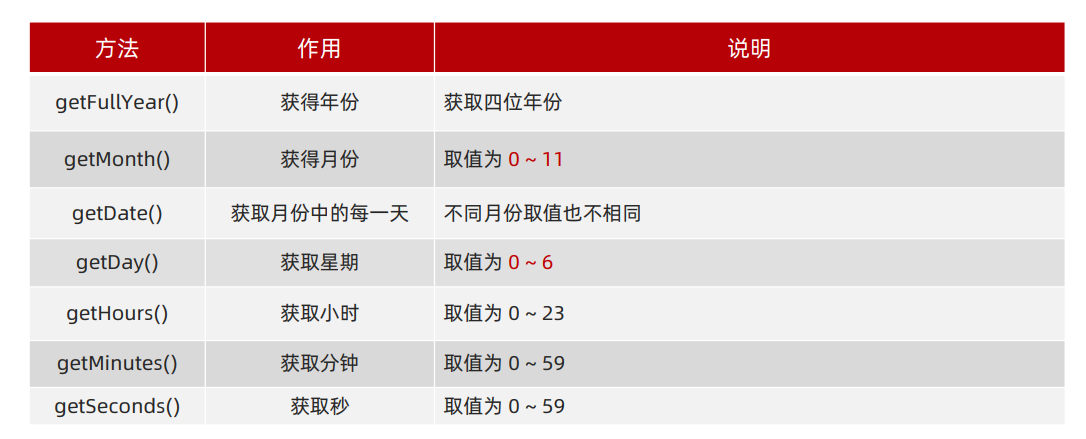 方法 作用 说明
getFullYear() 获得年份 获取四位年份
getMonth() 获得月份 取值为 0 ~ 11
getDate() 获取月份中的每一天 不同月份取值也不相同
getDay() 获取星期 取值为 0 ~ 6
getHours() 获取小时 取值为 0 ~ 23
getMinutes() 获取分钟 取值为 0 ~ 59
getSeconds() 获取秒 取值为 0 ~ 59